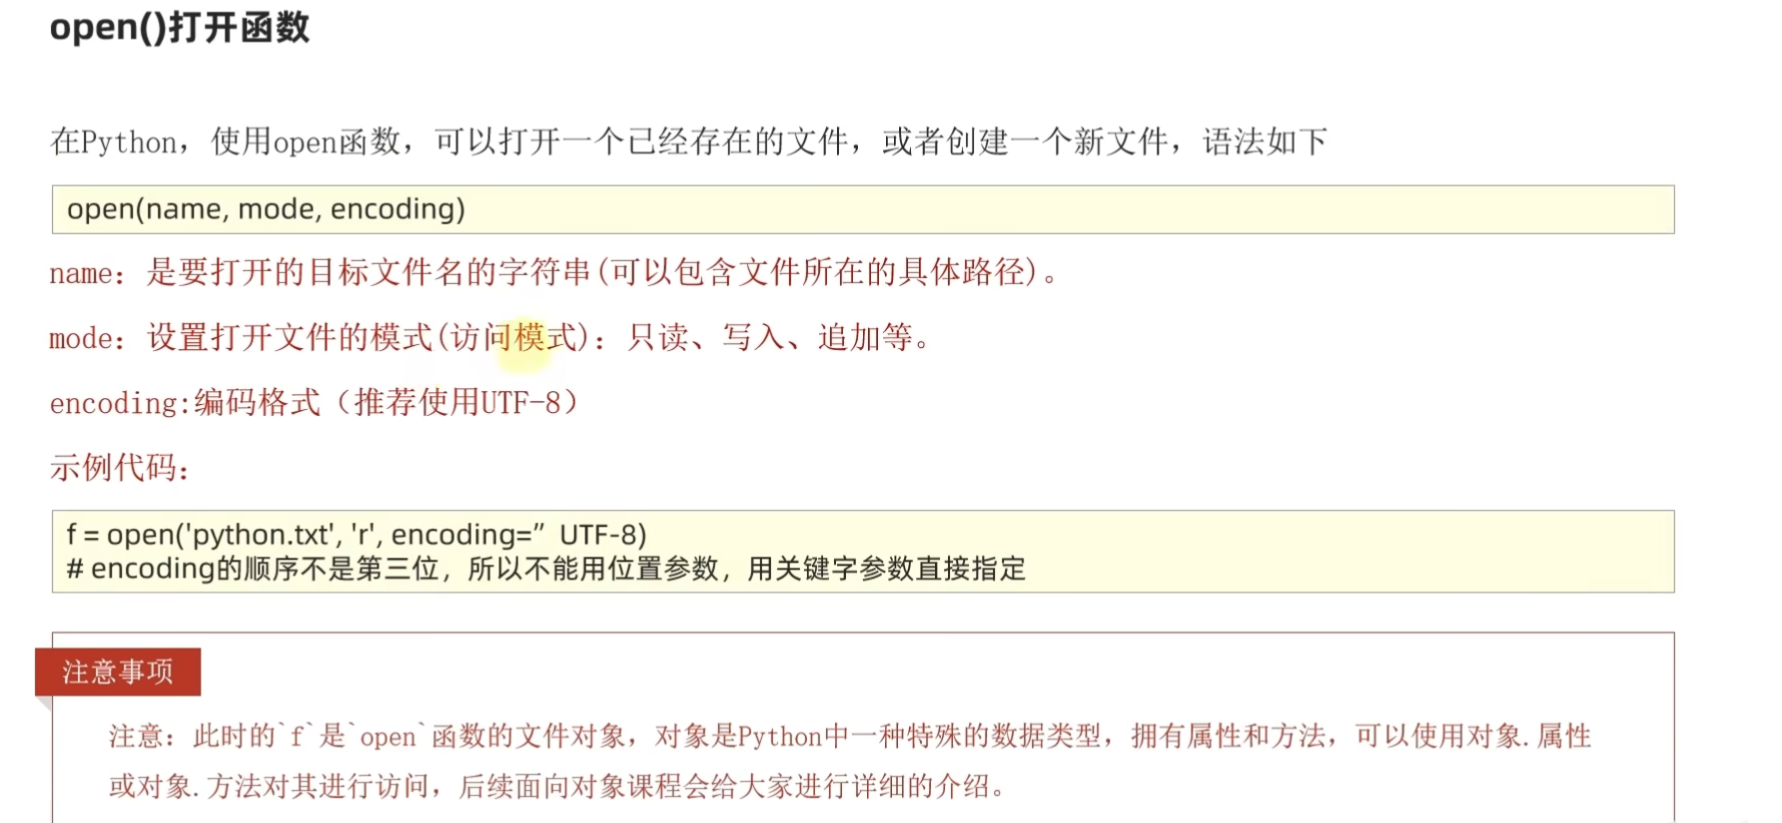 open()打开函数
在Python，使用open函数，可以打开一个已经存在的文件，或者创建一个新文件，语法如下
open(name, mode, encoding)
name：是要打开的目标文件名的字符串(可以包含文件所在的具体路径)。
mode：设置打开文件的模式(访问模式)：只读、写入、追加等。
encoding:编码格式（推荐使用UTF-8）
示例代码：
f = open('python.txt', 'r', encoding=” UTF-8)
# encoding的顺序不是第三位，所以不能用位置参数，用关键字参数直接指定
注意事项
注意：此时的`f`是`open`函数的文件对象，对象是Python中一种特殊的数据类型，拥有属性和方法，可以使用对象.属性
或对象.方法对其进行访问，后续面向对象课程会给大家进行详细的介绍。